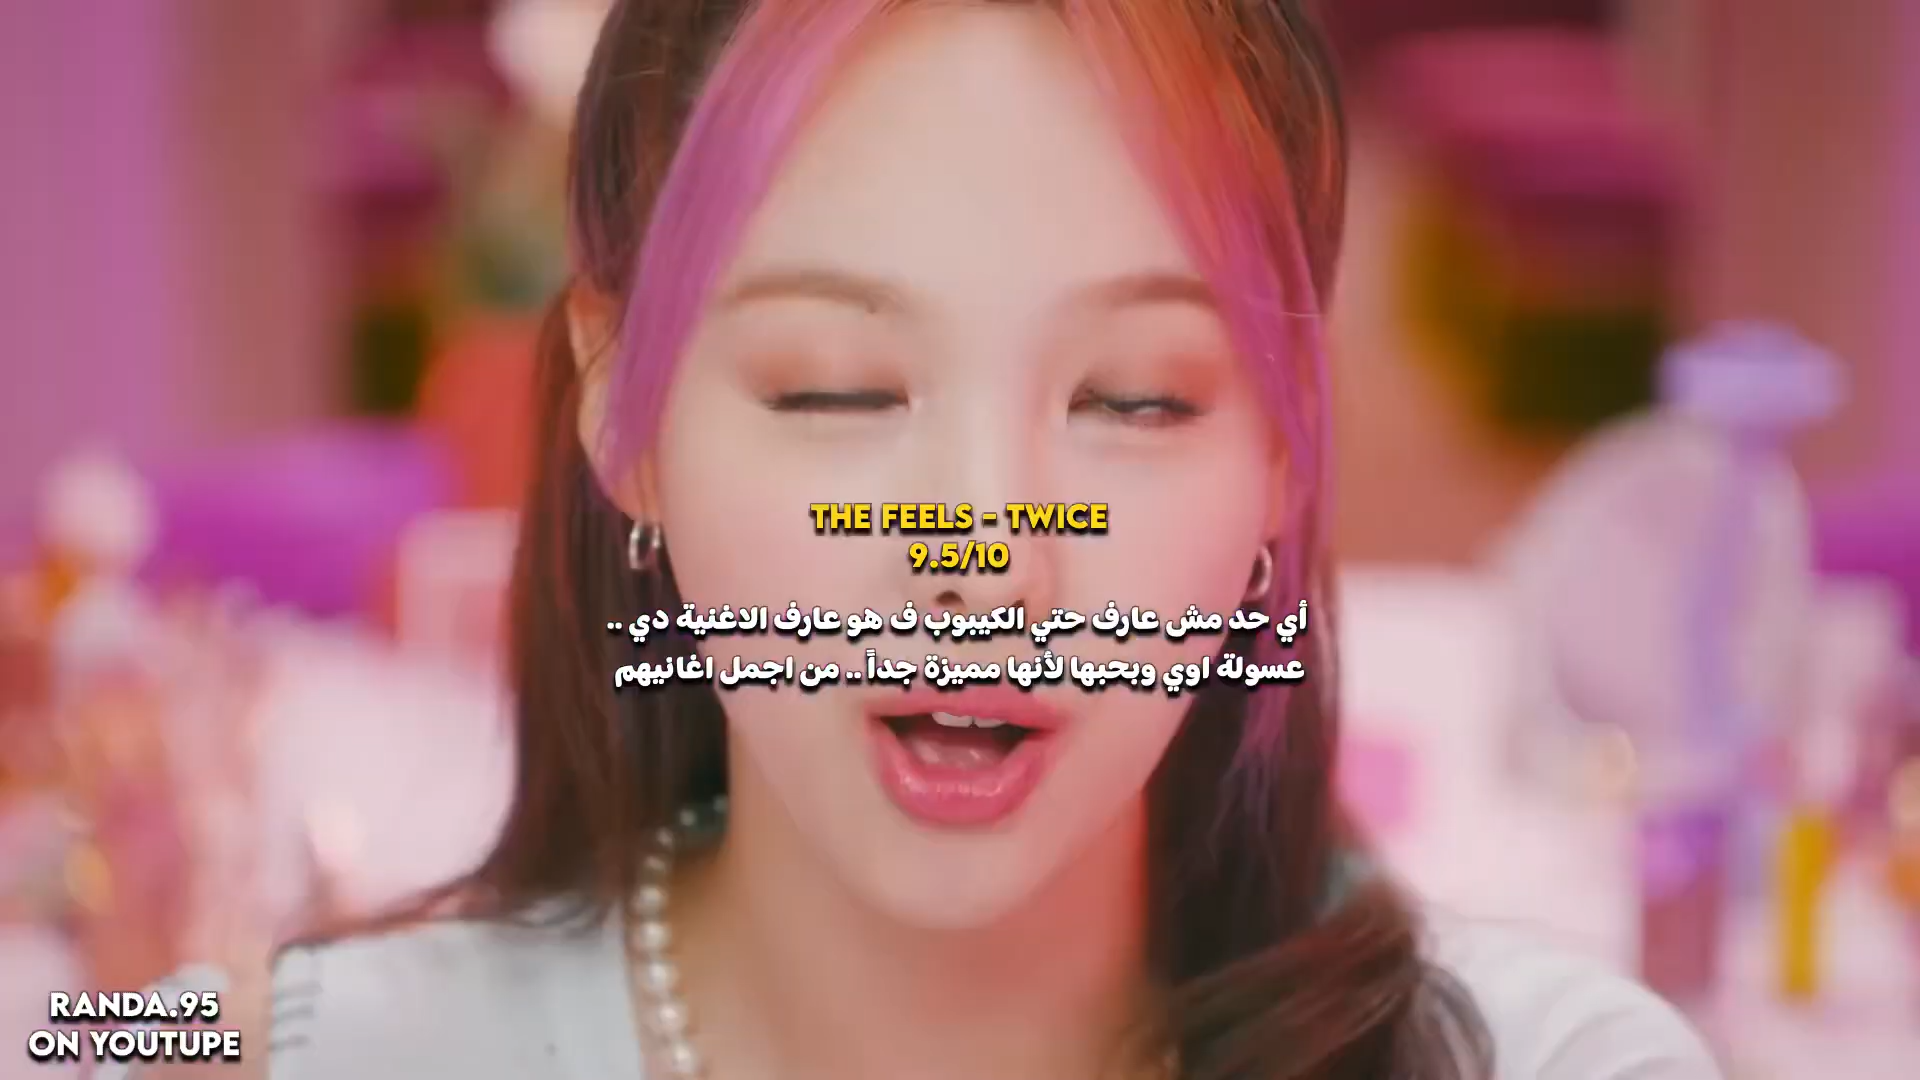 THE FEELS - TWICE
9.5/10
أي حد مش عارف حتي الكيبوب ف هو عارف الاغنية دي ..
عسولة اوي وبحبها لأنها مميزة جداً .. من اجمل اغانيهم
RANDA.95
ON YOUTUPE